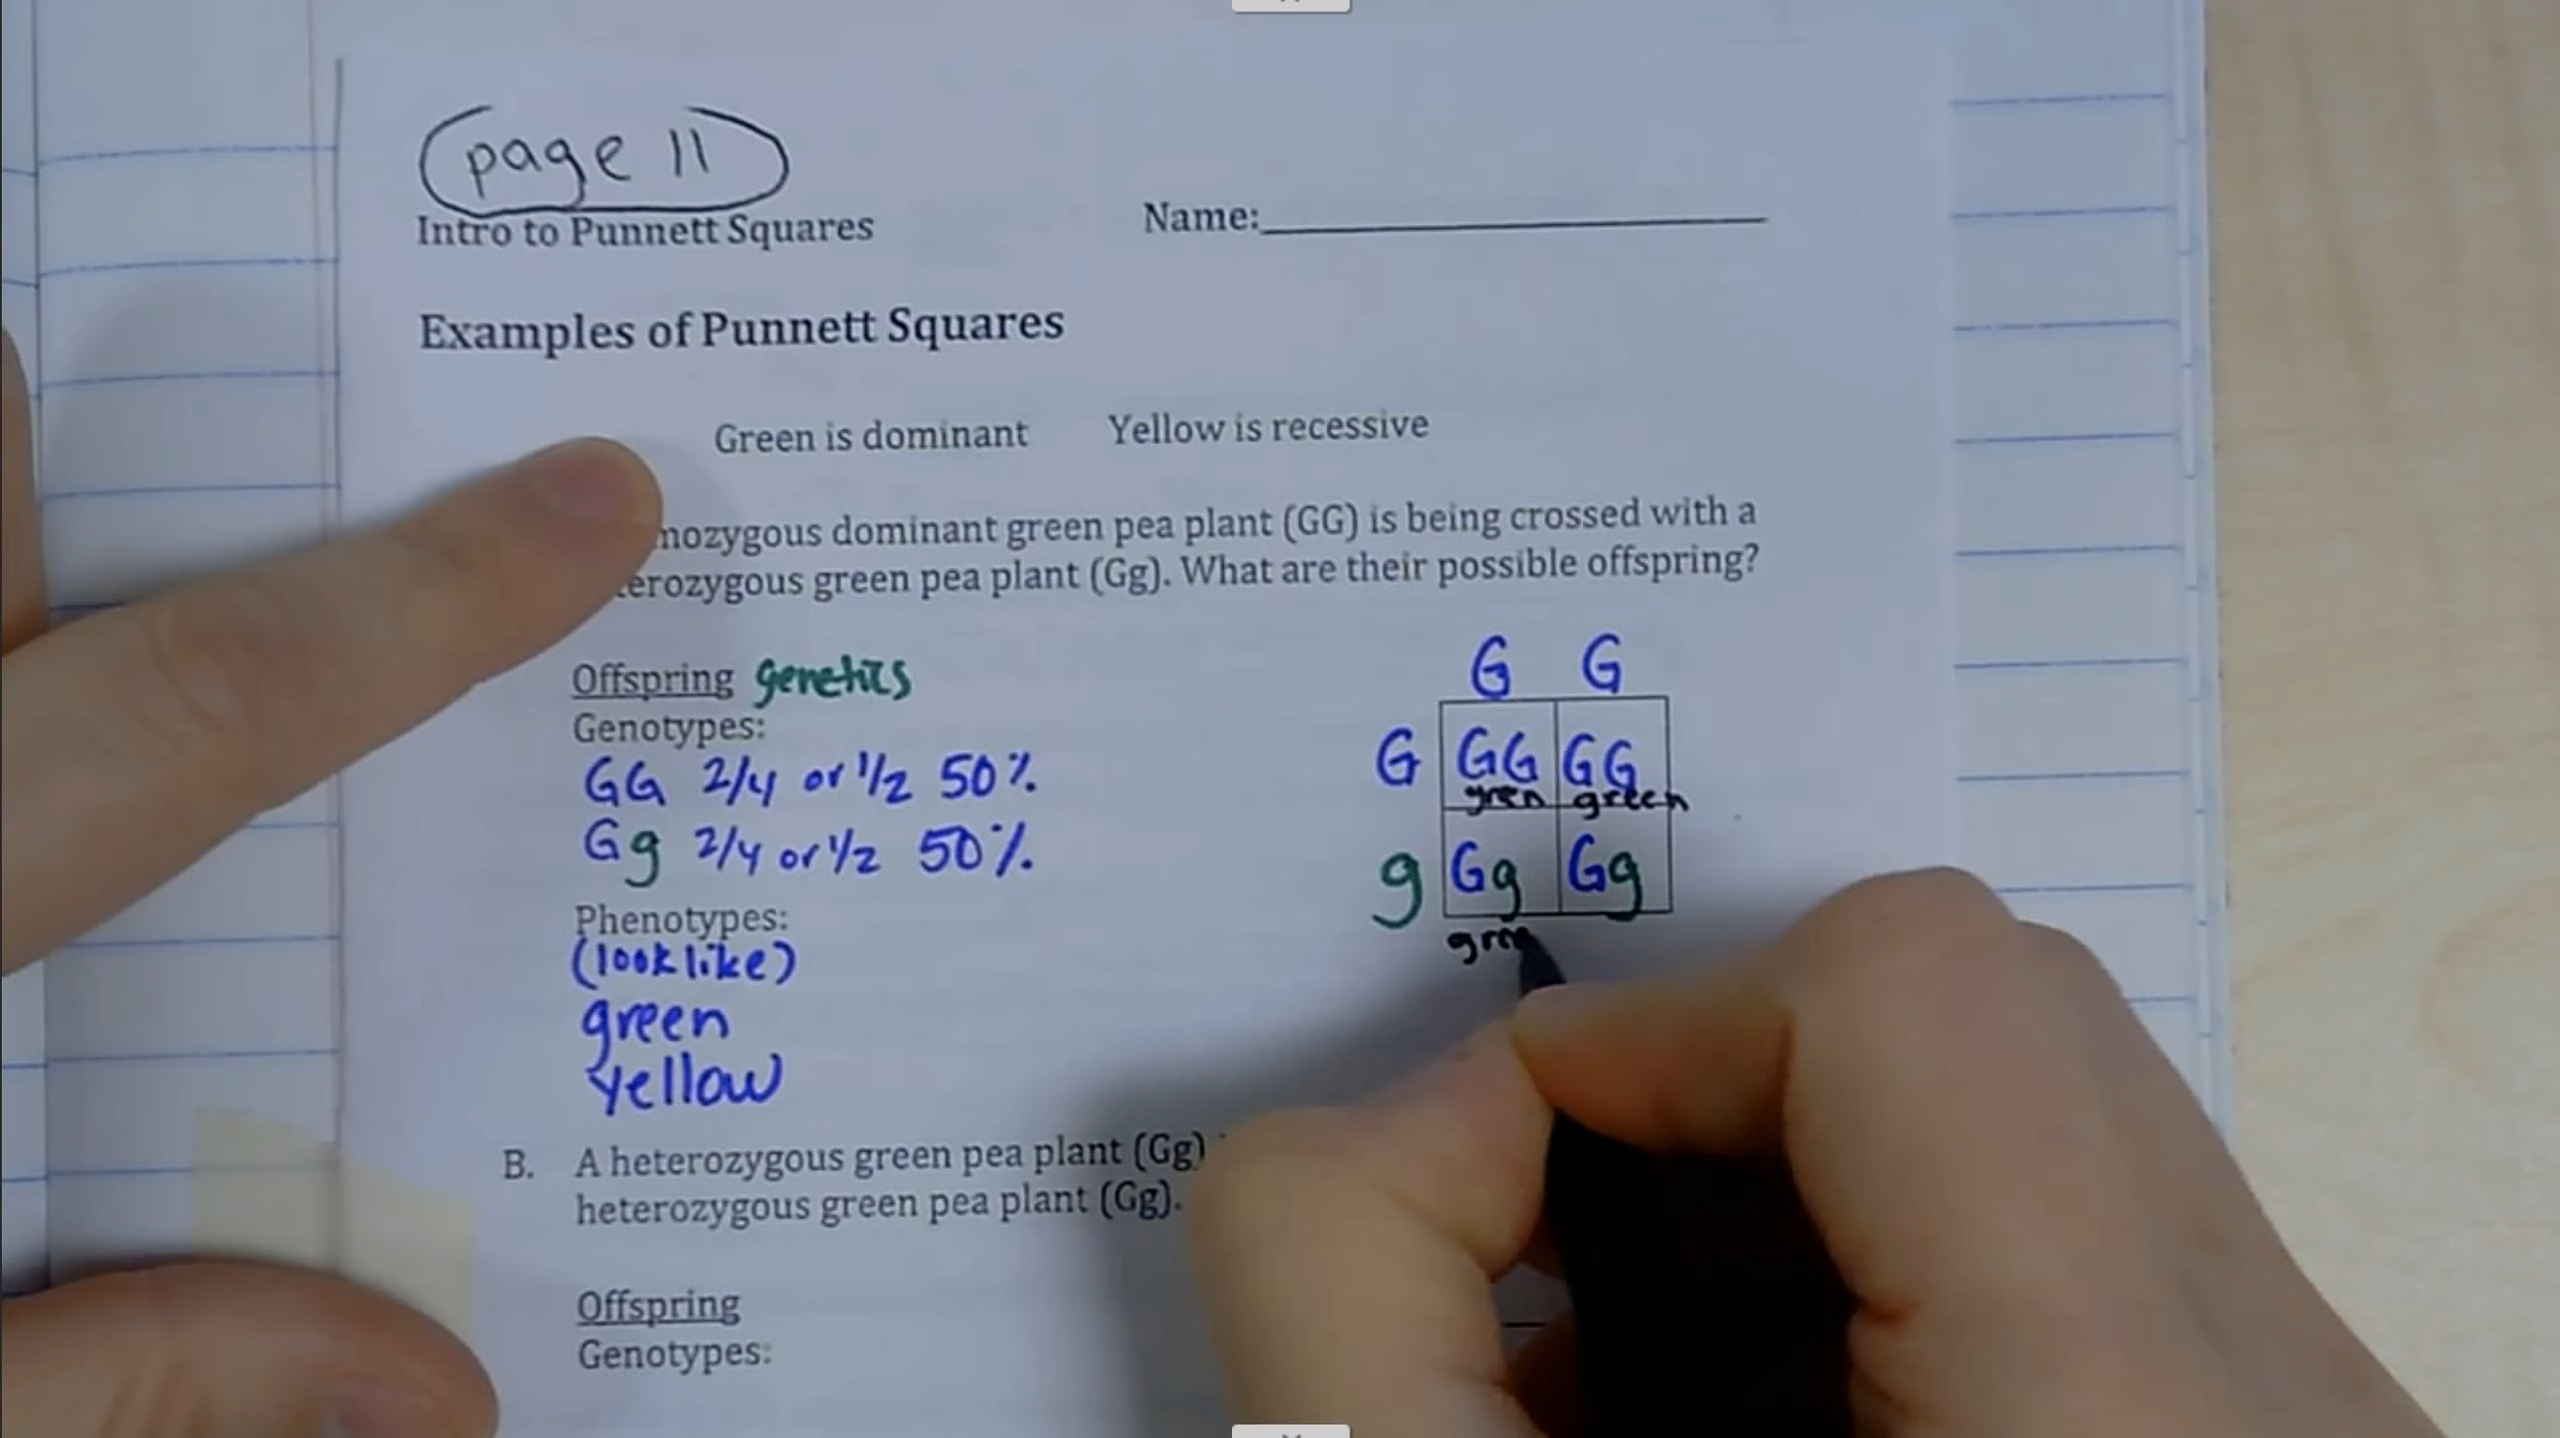 page 11
Intro to Punnett Squares Name:
Examples of Punnett Squares
Green is dominant Yellow is recessive
dominant green pea plant (GG) is being crossed with a
green pea plant (Gg). What are their possible offspring?
Offspring genetics
Genotypes:
GG 2/4 or 1/2 50%
Gg 2/4 or 1/2 50%
Phenotypes:
(look like)
green
yellow
G G
G GG GG
green green
g Gg Gg
B. A heterozygous green pea plant (Gg)
heterozygous green pea plant (Gg).
Offspring
Genotypes: